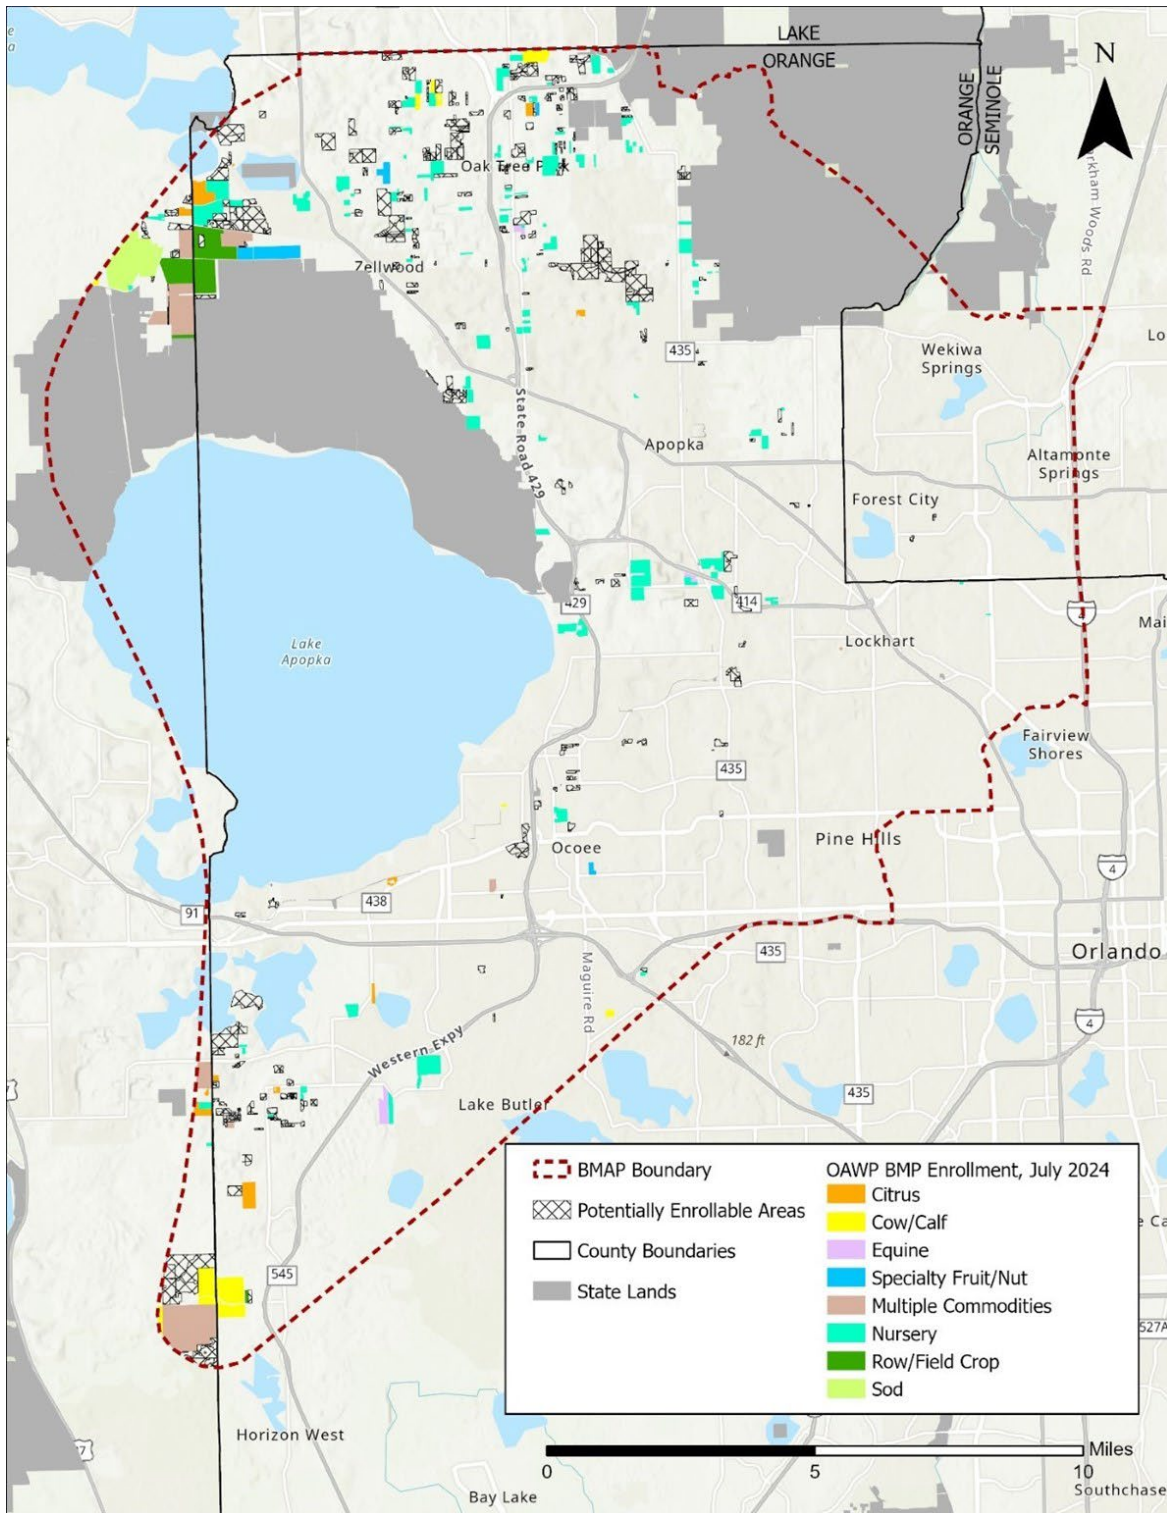 LAKE
ORANGE
N
ORANGE
SEMINOLE
Markham Woods Rd
Oak Tree Park
Zellwood
Wekiwa
Springs
435
State Road 429
Apopka
Altamonte
Springs
Forest City
429
414
4
Lockhart
Lake
Apopka
Fairview
Shores
435
Pine Hills
Ocoee
4
438
91
435
Orlando
Maguire Rd
Western Expy
182 ft
4
435
Lake Butler
BMAP Boundary
Potentially Enrollable Areas
County Boundaries
State Lands
OAWP BMP Enrollment, July 2024
Citrus
Cow/Calf
Equine
Specialty Fruit/Nut
Multiple Commodities
Nursery
Row/Field Crop
Sod
545
527A
Horizon West
Bay Lake
Miles
0
5
10
Southchase